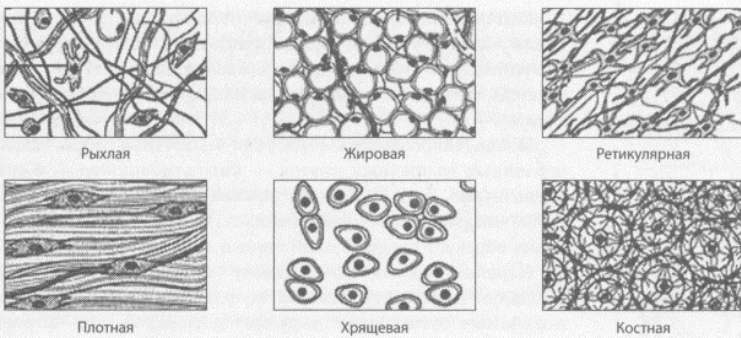 Рыхлая
Жировая
Ретикулярная
Плотная
Хрящевая
Костная